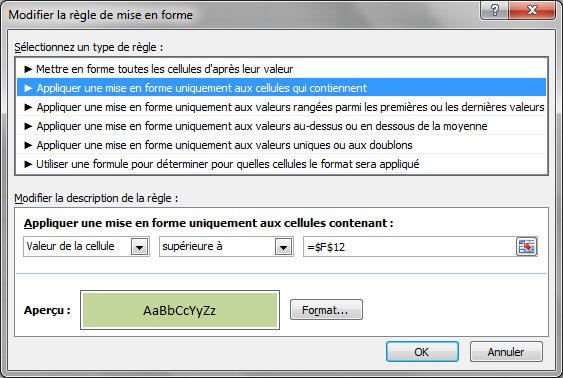 Modifier la règle de mise en forme
Sélectionnez un type de règle :
► Mettre en forme toutes les cellules d'après leur valeur
► Appliquer une mise en forme uniquement aux cellules qui contiennent
► Appliquer une mise en forme uniquement aux valeurs rangées parmi les premières ou les dernières valeurs
► Appliquer une mise en forme uniquement aux valeurs au-dessus ou en dessous de la moyenne
► Appliquer une mise en forme uniquement aux valeurs uniques ou aux doublons
► Utiliser une formule pour déterminer pour quelles cellules le format sera appliqué
Modifier la description de la règle :
Appliquer une mise en forme uniquement aux cellules contenant :
Valeur de la cellule supérieure à =$F$12
Aperçu : AaBbCcYyZz Format...
OK Annuler